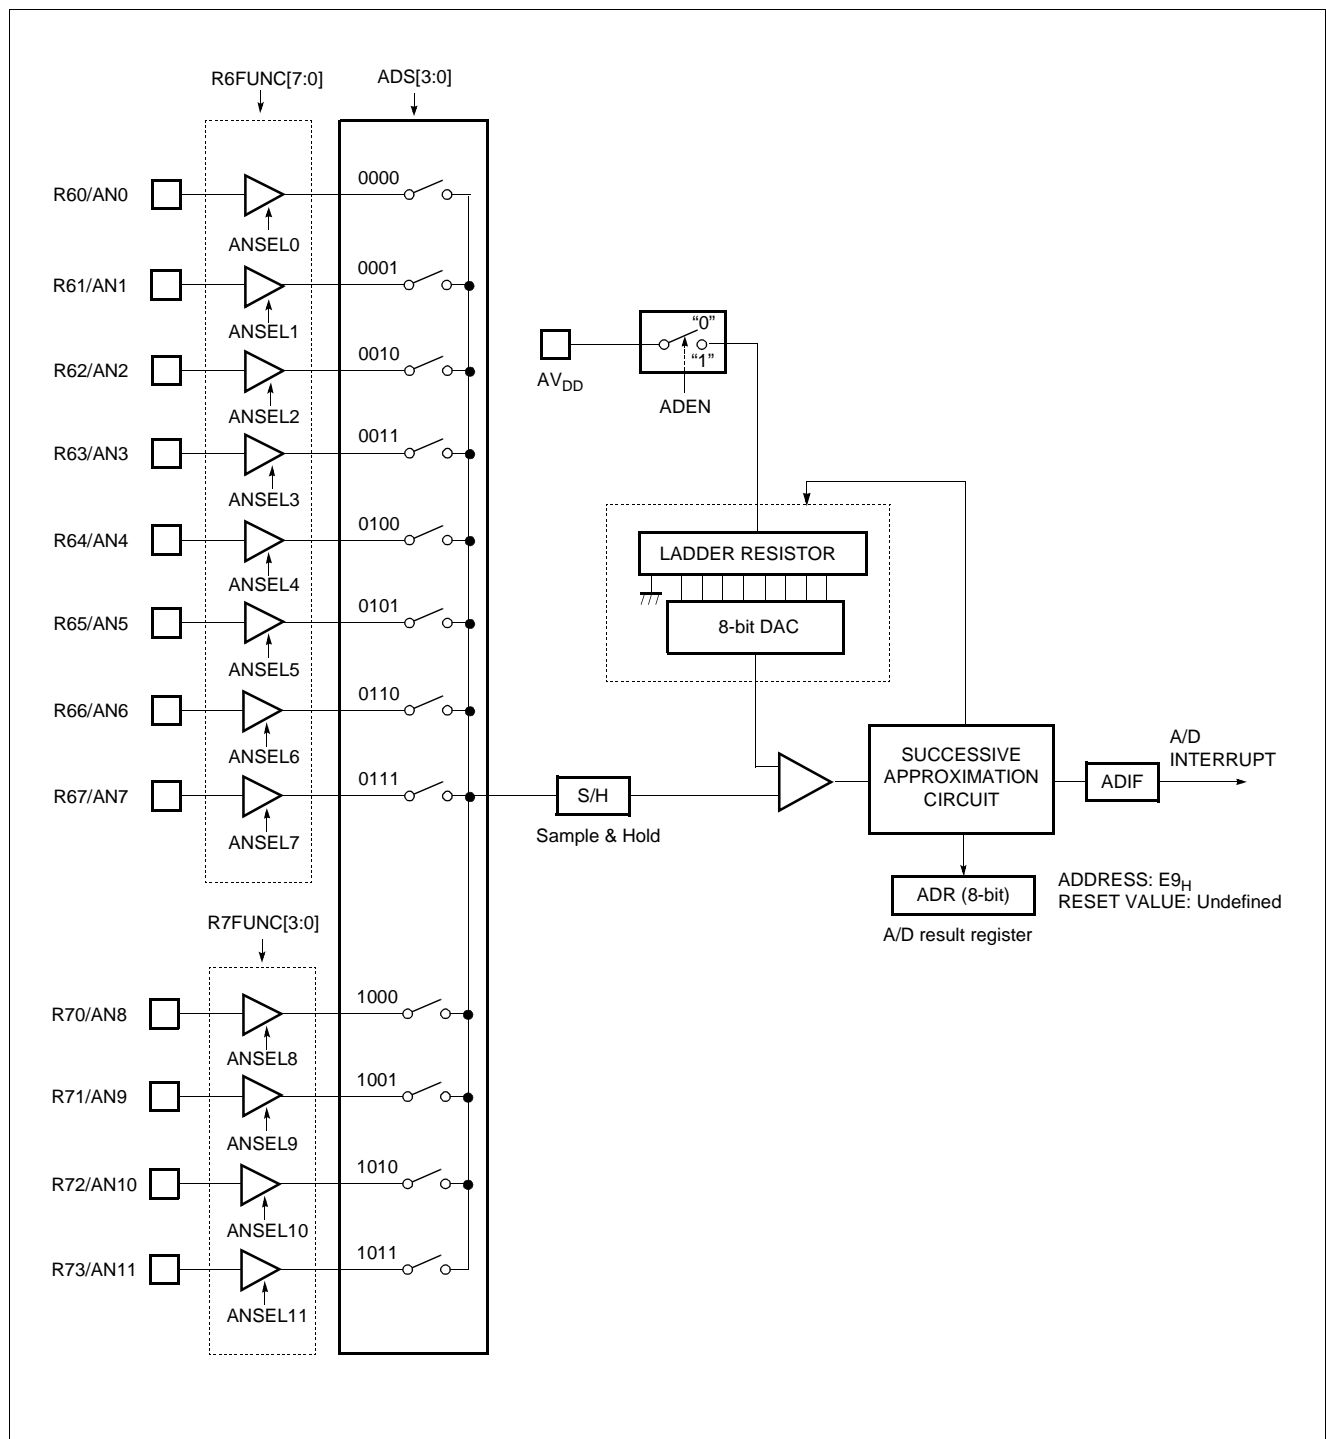 R6FUNC[7:0]
ADS[3:0]
R60/AN0
0000
ANSEL0
R61/AN1
0001
ANSEL1
R62/AN2
0010
ANSEL2
R63/AN3
0011
ANSEL3
R64/AN4
0100
ANSEL4
R65/AN5
0101
ANSEL5
R66/AN6
0110
ANSEL6
R67/AN7
0111
ANSEL7
R7FUNC[3:0]
R70/AN8
1000
ANSEL8
R71/AN9
1001
ANSEL9
R72/AN10
1010
ANSEL10
R73/AN11
1011
ANSEL11
“0”
“1”
AVDD
ADEN
LADDER RESISTOR
8-bit DAC
S/H
Sample & Hold
SUCCESSIVE
APPROXIMATION
CIRCUIT
ADIF
A/D
INTERRUPT
ADR (8-bit)
A/D result register
ADDRESS: E9H
RESET VALUE: Undefined